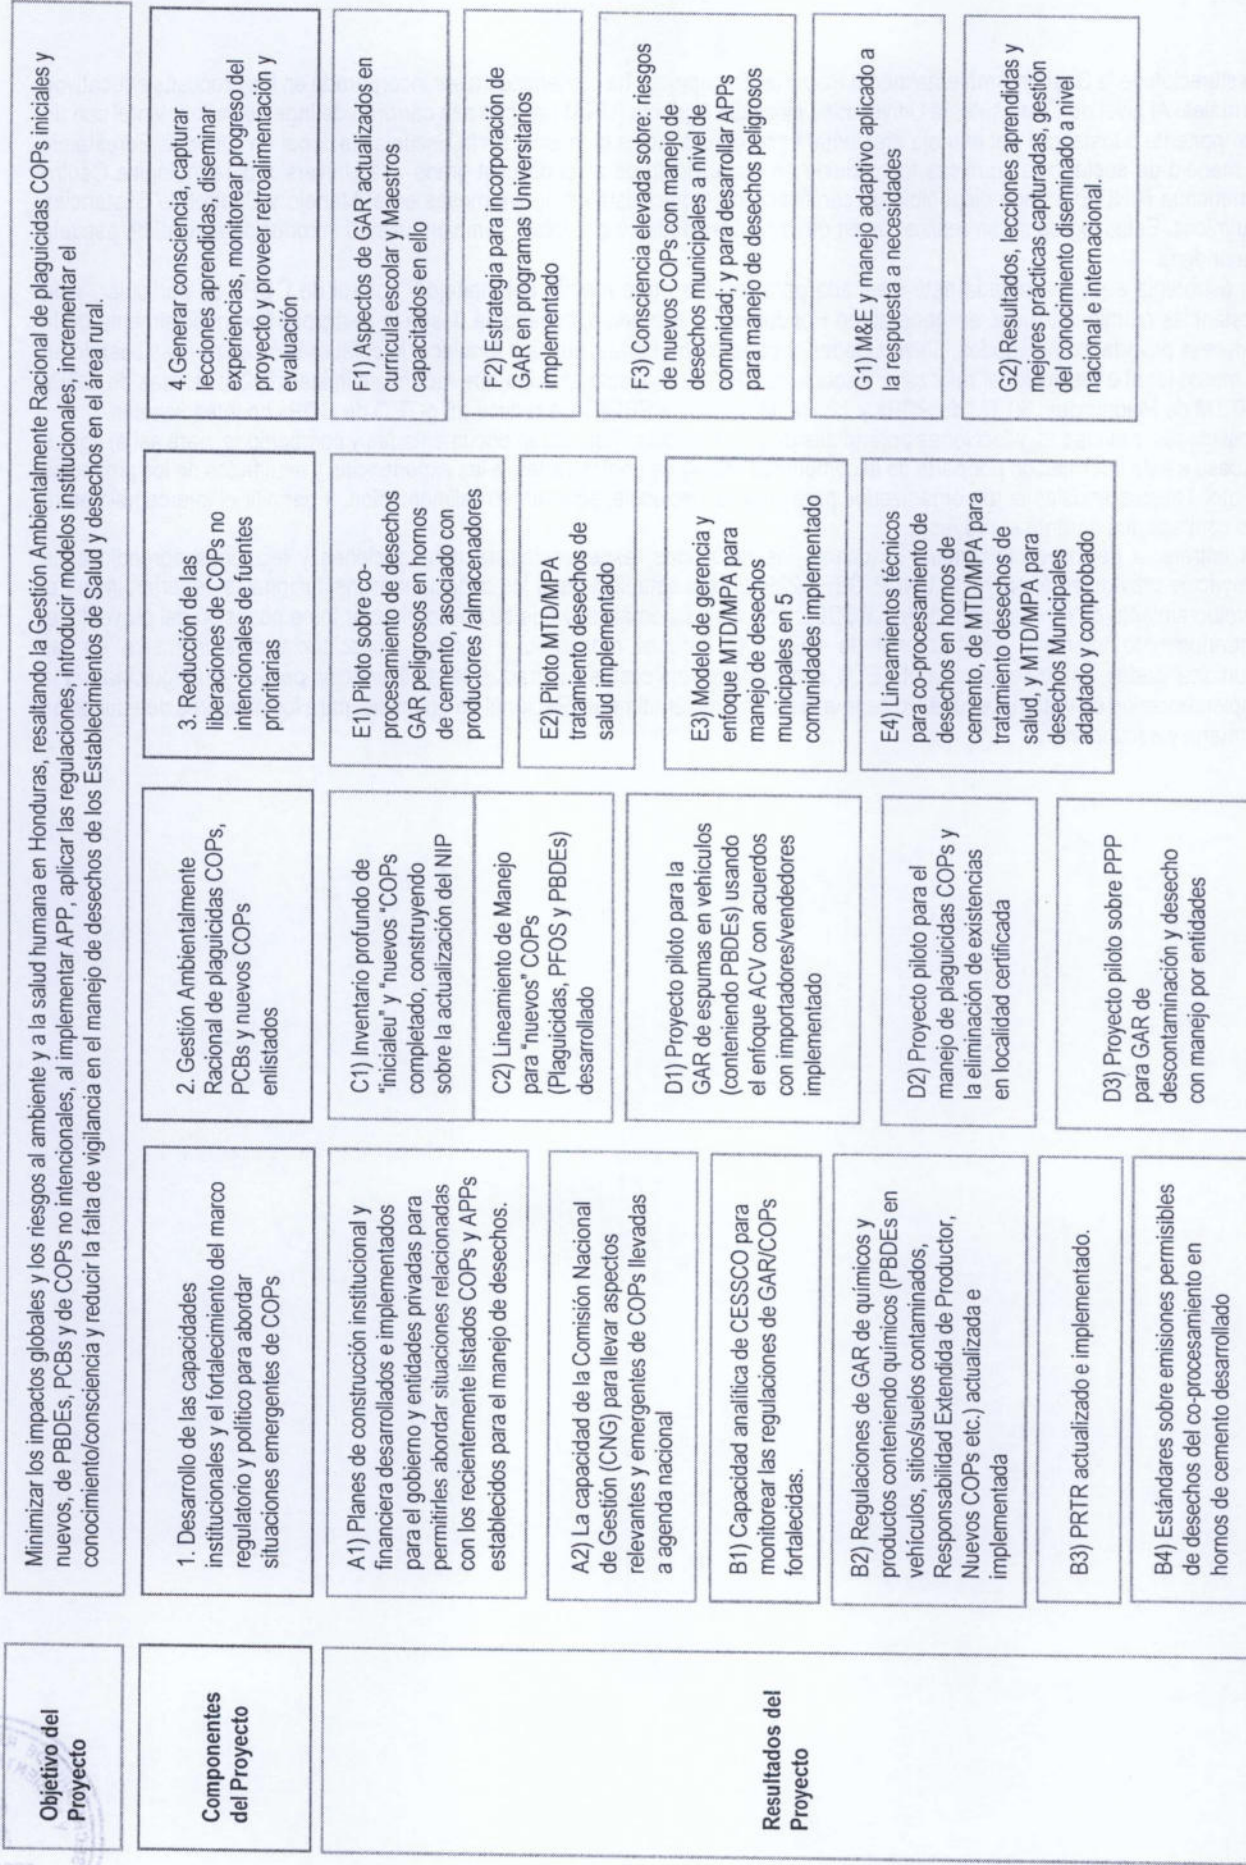 Objetivo del
Proyecto
Minimizar los impactos globales y los riesgos al ambiente y a la salud humana en Honduras, resaltando la Gestión Ambientalmente Racional de plaguicidas COPs iniciales y
nuevos, de PBDEs, PCBs y de COPs no intencionales, al implementar APP, aplicar las regulaciones, introducir modelos institucionales, incrementar el
conocimiento/consciencia y reducir la falta de vigilancia en el manejo de desechos de los Establecimientos de Salud y desechos en el área rural
Componentes
del Proyecto
1. Desarrollo de las capacidades
institucionales y el fortalecimiento del marco
regulatorio y político para abordar
situaciones emergentes de COPs
2. Gestión Ambientalmente
Racional de plaguicidas COPs,
PCBs y nuevos COPs
enlistados
3. Reducción de las
liberaciones de COPs no
intencionales de fuentes
prioritarias
4.Generar consciencia, capturar
lecciones aprendidas, diseminar
experiencias, monitorear progreso del
proyecto y proveer retroalimentación y
evaluación
Resultados del
Proyecto
A1) Planes de construcción institucional y
financiera desarrollados e implementados
para el gobierno y entidades privadas para
permitirles abordar situaciones relacionadas
con los recientemente listados COPs y APPs
establecidos para el manejo de desechos.
A2) La capacidad de la Comisión Nacional
de Gestión (CNG) para llevar aspectos
relevantes y emergentes de COPs llevadas
a agenda nacional
B1) Capacidad analítica de CESSCO para
monitorear las regulaciones de GAR/COPs
fortalecidas.
B2) Regulaciones de GAR de químicos y
productos conteniendo químicos (PBDEs en
vehículos, sitios/suelos contaminados,
Responsabilidad Extendida de Productor,
Nuevos COPs etc.) actualizada e
implementada
B3) PRTR actualizado e implementado.
B4) Estándares sobre emisiones permisibles
de desechos del co-procesamiento en
hornos de cemento desarrollado
C1) Inventario profundo de
"inicialeu" y "nuevos "COPs
completado, construyendo
sobre la actualización del NIP
C2) Lineamiento de Manejo
para "nuevos" COPs
(Plaguicidas, PFOS y PBDEs)
desarrollado
D1) Proyecto piloto para la
GAR de espumas en vehículos
(conteniendo PBDEs) usando
el enfoque ACV con acuerdos
con importadores/vendedores
implementado
D2) Proyecto piloto para el
manejo de plaguicidas COPs y
la eliminación de existencias
en localidad certificada
D3) Proyecto piloto sobre PPP
para GAR de
descontaminación y desecho
con manejo por entidades
E1) Piloto sobre co
procesamiento de desechos
GAR peligrosos en hornos
de cemento, asociado con
productores /almacenadores
E2)Piloto MTD/MPA
tratamiento desechos de
salud implementado
E3)Modelo de gerencia y
enfoque MTD/MPA para
manejo de desechos
municipales en 5
comunidades implementado
E4) Lineamientos técnicos
para co-procesamiento de
desechos en hornos de
cemento, de MTD/MPA para
tratamiento desechos de
salud, y MTD/MPA para
desechos Municipales
adaptado y comprobado
F1)Aspectos de GAR actualizados en
currícula escolar y Maestros
capacitados en ello
F2) Estrategia para incorporación de
GAR en programas Universitarios
implementado
F3)Consciencia elevada sobre: riesgos
de nuevos COPs como manejo de
desechos municipales a nivel de
comunidad; y para desarrollar APPs
para manejo de desechos peligrosos
G1)M&E y manejo adaptivo aplicado a
la respuesta a necesidades
G2)Resultados, lecciones aprendidas y
mejores prácticas capturadas, gestión
del conocimiento diseminado a nivel
nacional e internacional.